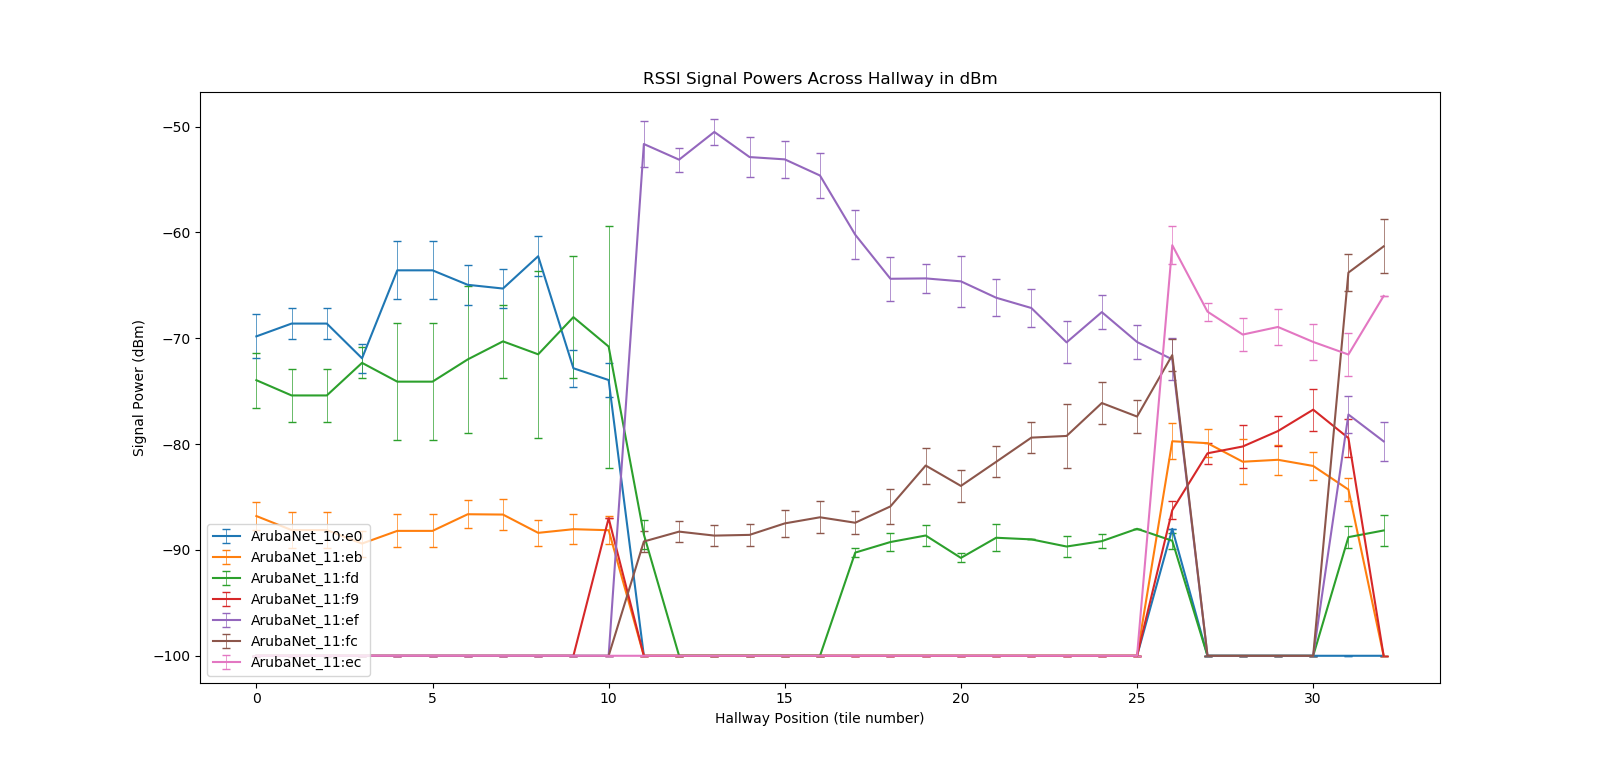 RSSI Signal Powers Across Hallway in dBm
−50
−60
−70
−80
−90
−100
Signal Power (dBm)
ArubaNet_10:e0
ArubaNet_11:eb
ArubaNet_11:fd
ArubaNet_11:f9
ArubaNet_11:ef
ArubaNet_11:fc
ArubaNet_11:ec
0 5 10 15 20 25 30
Hallway Position (tile number)